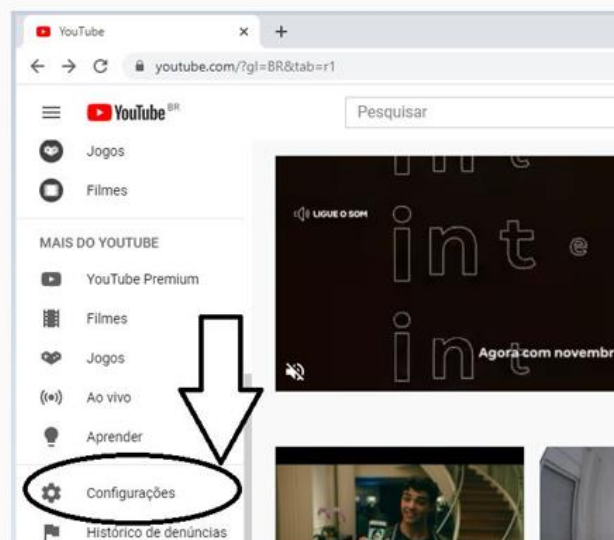 YouTube
youtube.com/?gl=BR&tab=r1
YouTube BR
Pesquisar
Jogos
Filmes
MAIS DO YOUTUBE
YouTube Premium
Filmes
Jogos
Ao vivo
Aprender
Configurações
Histórico de denúncias
LIGUE O SOM
int
int e
int
Agora com novembr